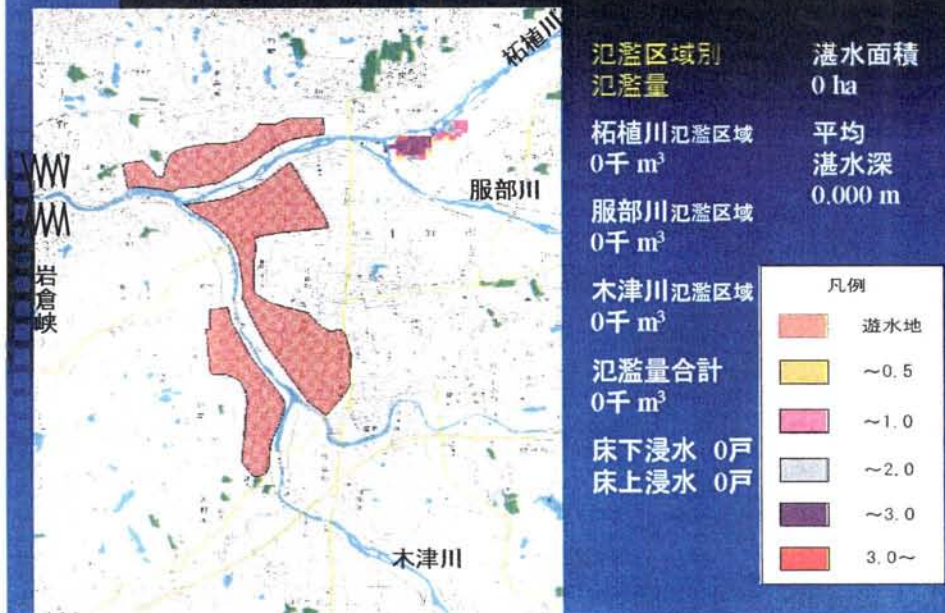 柘植川
服部川
岩倉峡
木津川
氾濫区域別
氾濫量
柘植川氾濫区域
0千 m³
服部川氾濫区域
0千 m³
木津川氾濫区域
0千 m³
氾濫量合計
0千 m³
床下浸水 0戸
床上浸水 0戸
湛水面積
0 ha
平均
湛水深
0.000 m
凡例
遊水地
～0.5
～1.0
～2.0
～3.0
3.0～